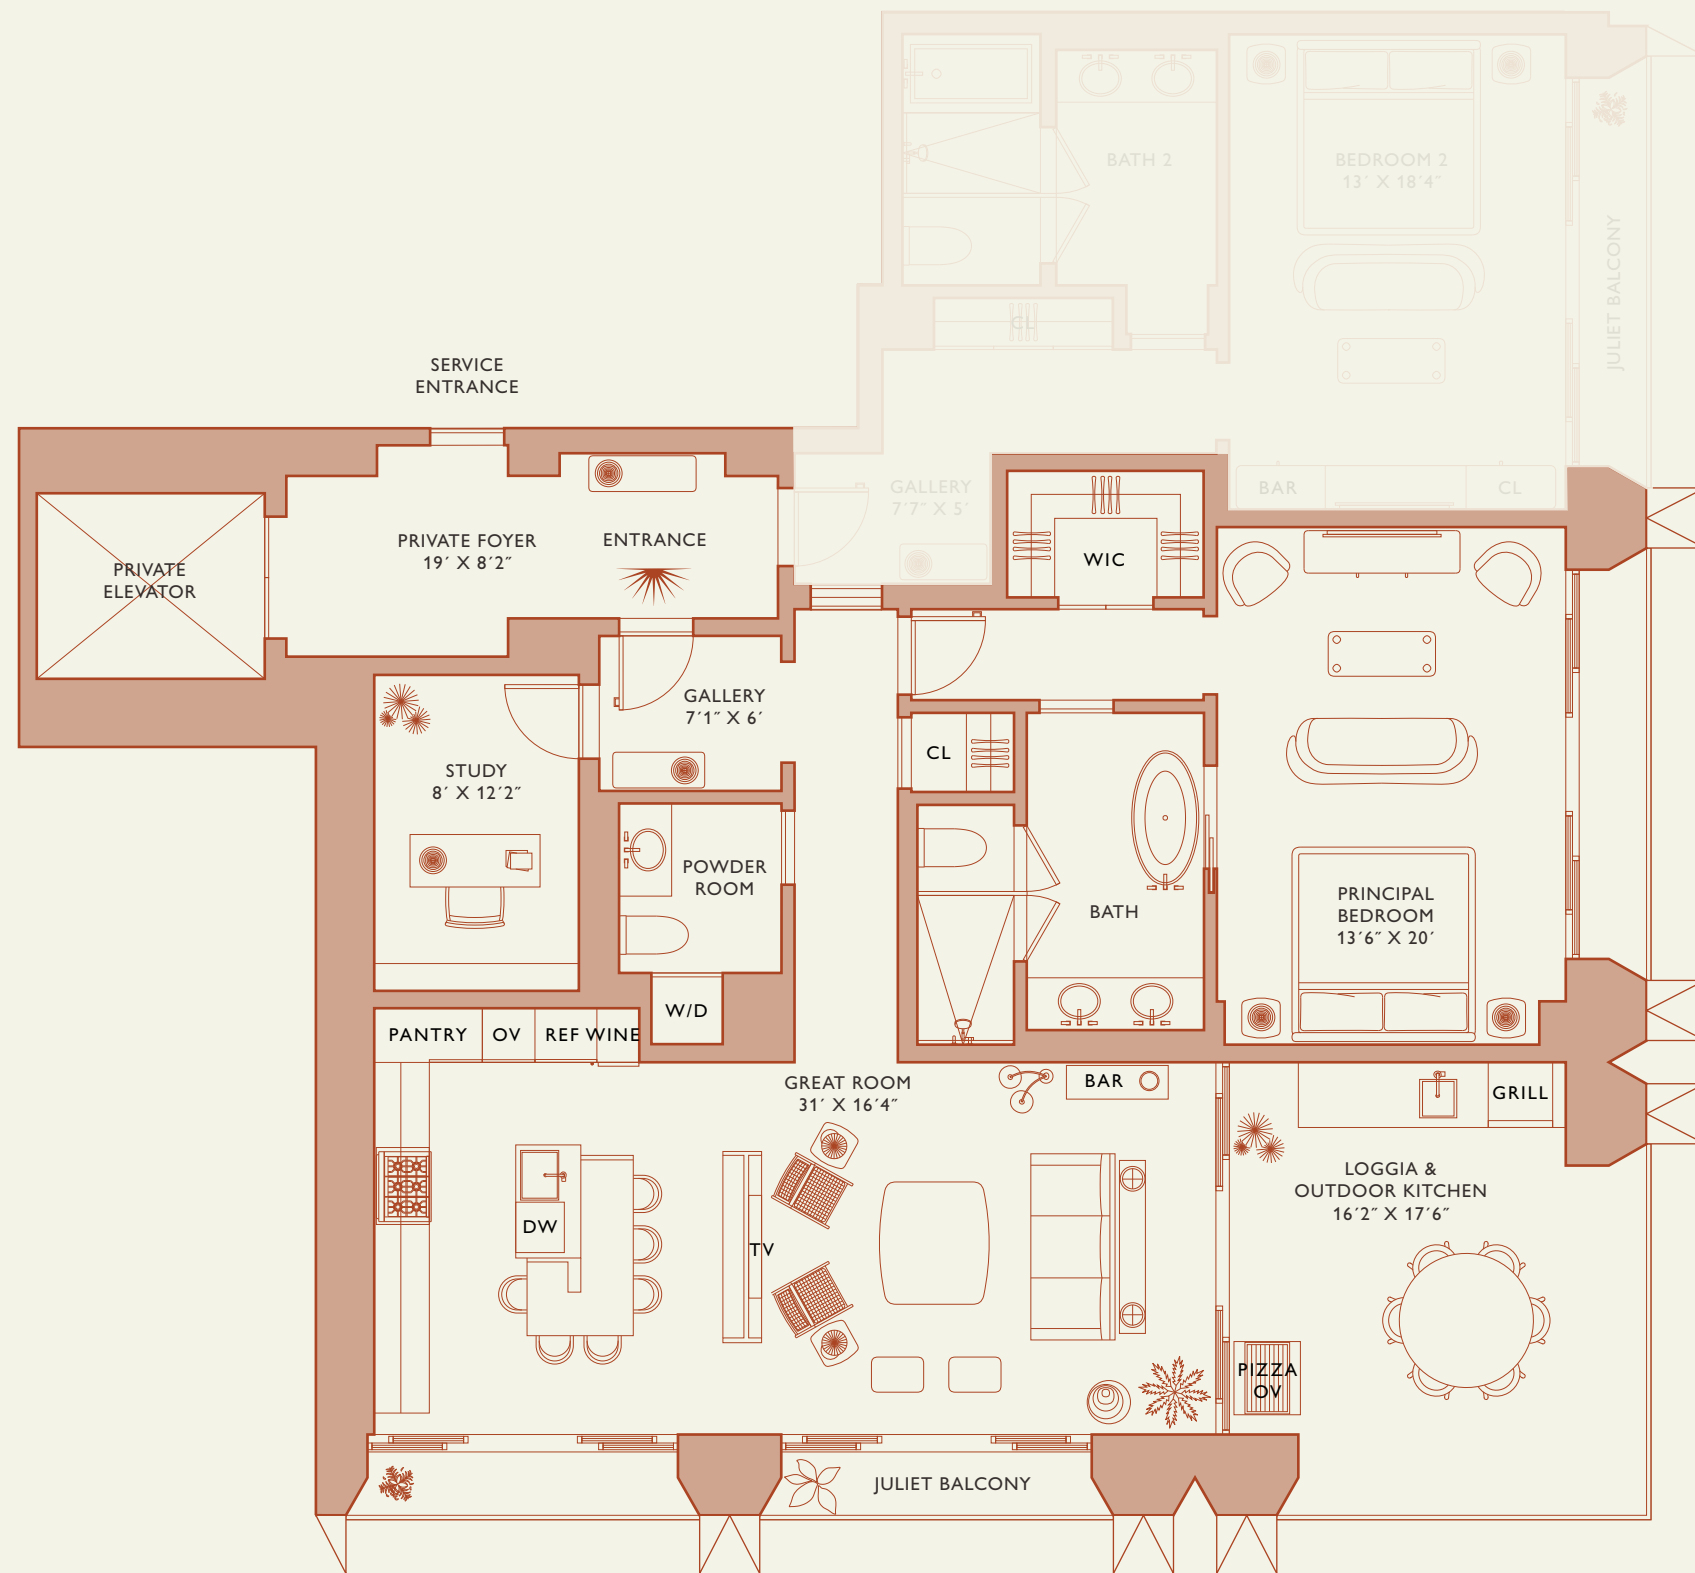 BATH 2
BEDROOM 2
13´ X 18´4˝
JULIET BALCONY
CL
SERVICE
ENTRANCE
GALLERY
7´7˝ X 5´
BAR
CL
PRIVATE FOYER
19´ X 8´2˝
ENTRANCE
WIC
PRIVATE
ELEVATOR
GALLERY
7´1˝ X 6´
CL
STUDY
8´ X 12´2˝
POWDER
ROOM
BATH
PRINCIPAL
BEDROOM
13´6˝ X 20´
W/D
PANTRY
OV
REF
WINE
GREAT ROOM
31´ X 16´4˝
BAR
GRILL
LOGGIA &
OUTDOOR KITCHEN
16´2˝ X 17´6˝
DW
TV
PIZZA
OV
JULIET BALCONY